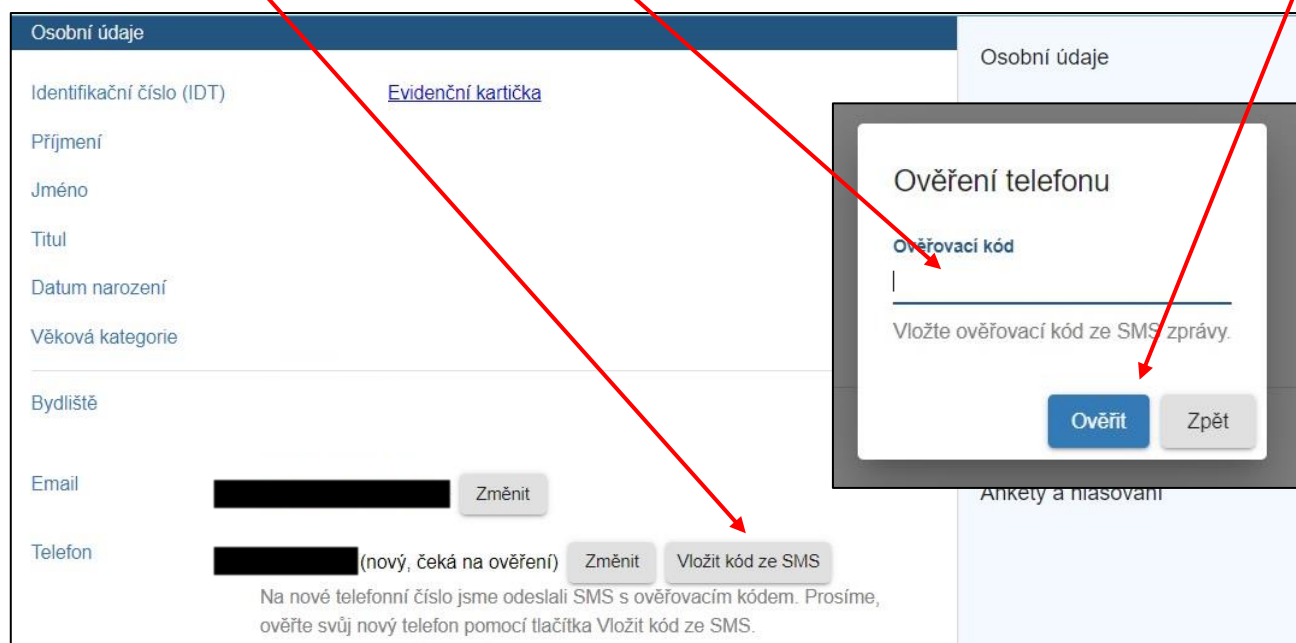 Osobní údaje
Identifikační číslo (IDT) Evidenční kartička
Příjmení
Jméno
Titul
Datum narození
Věková kategorie
Bydliště
Email Změnit
Telefon (nový, čeká na ověření) Změnit Vložit kód ze SMS
Na nové telefonní číslo jsme odeslali SMS s ověřovacím kódem. Prosíme,
ověřte svůj nový telefon pomocí tlačítka Vložit kód ze SMS.
Osobní údaje
Ověření telefonu
Ověřovací kód
Vložte ověřovací kód ze SMS zprávy.
Ověřit Zpět
Ankety a hlasování